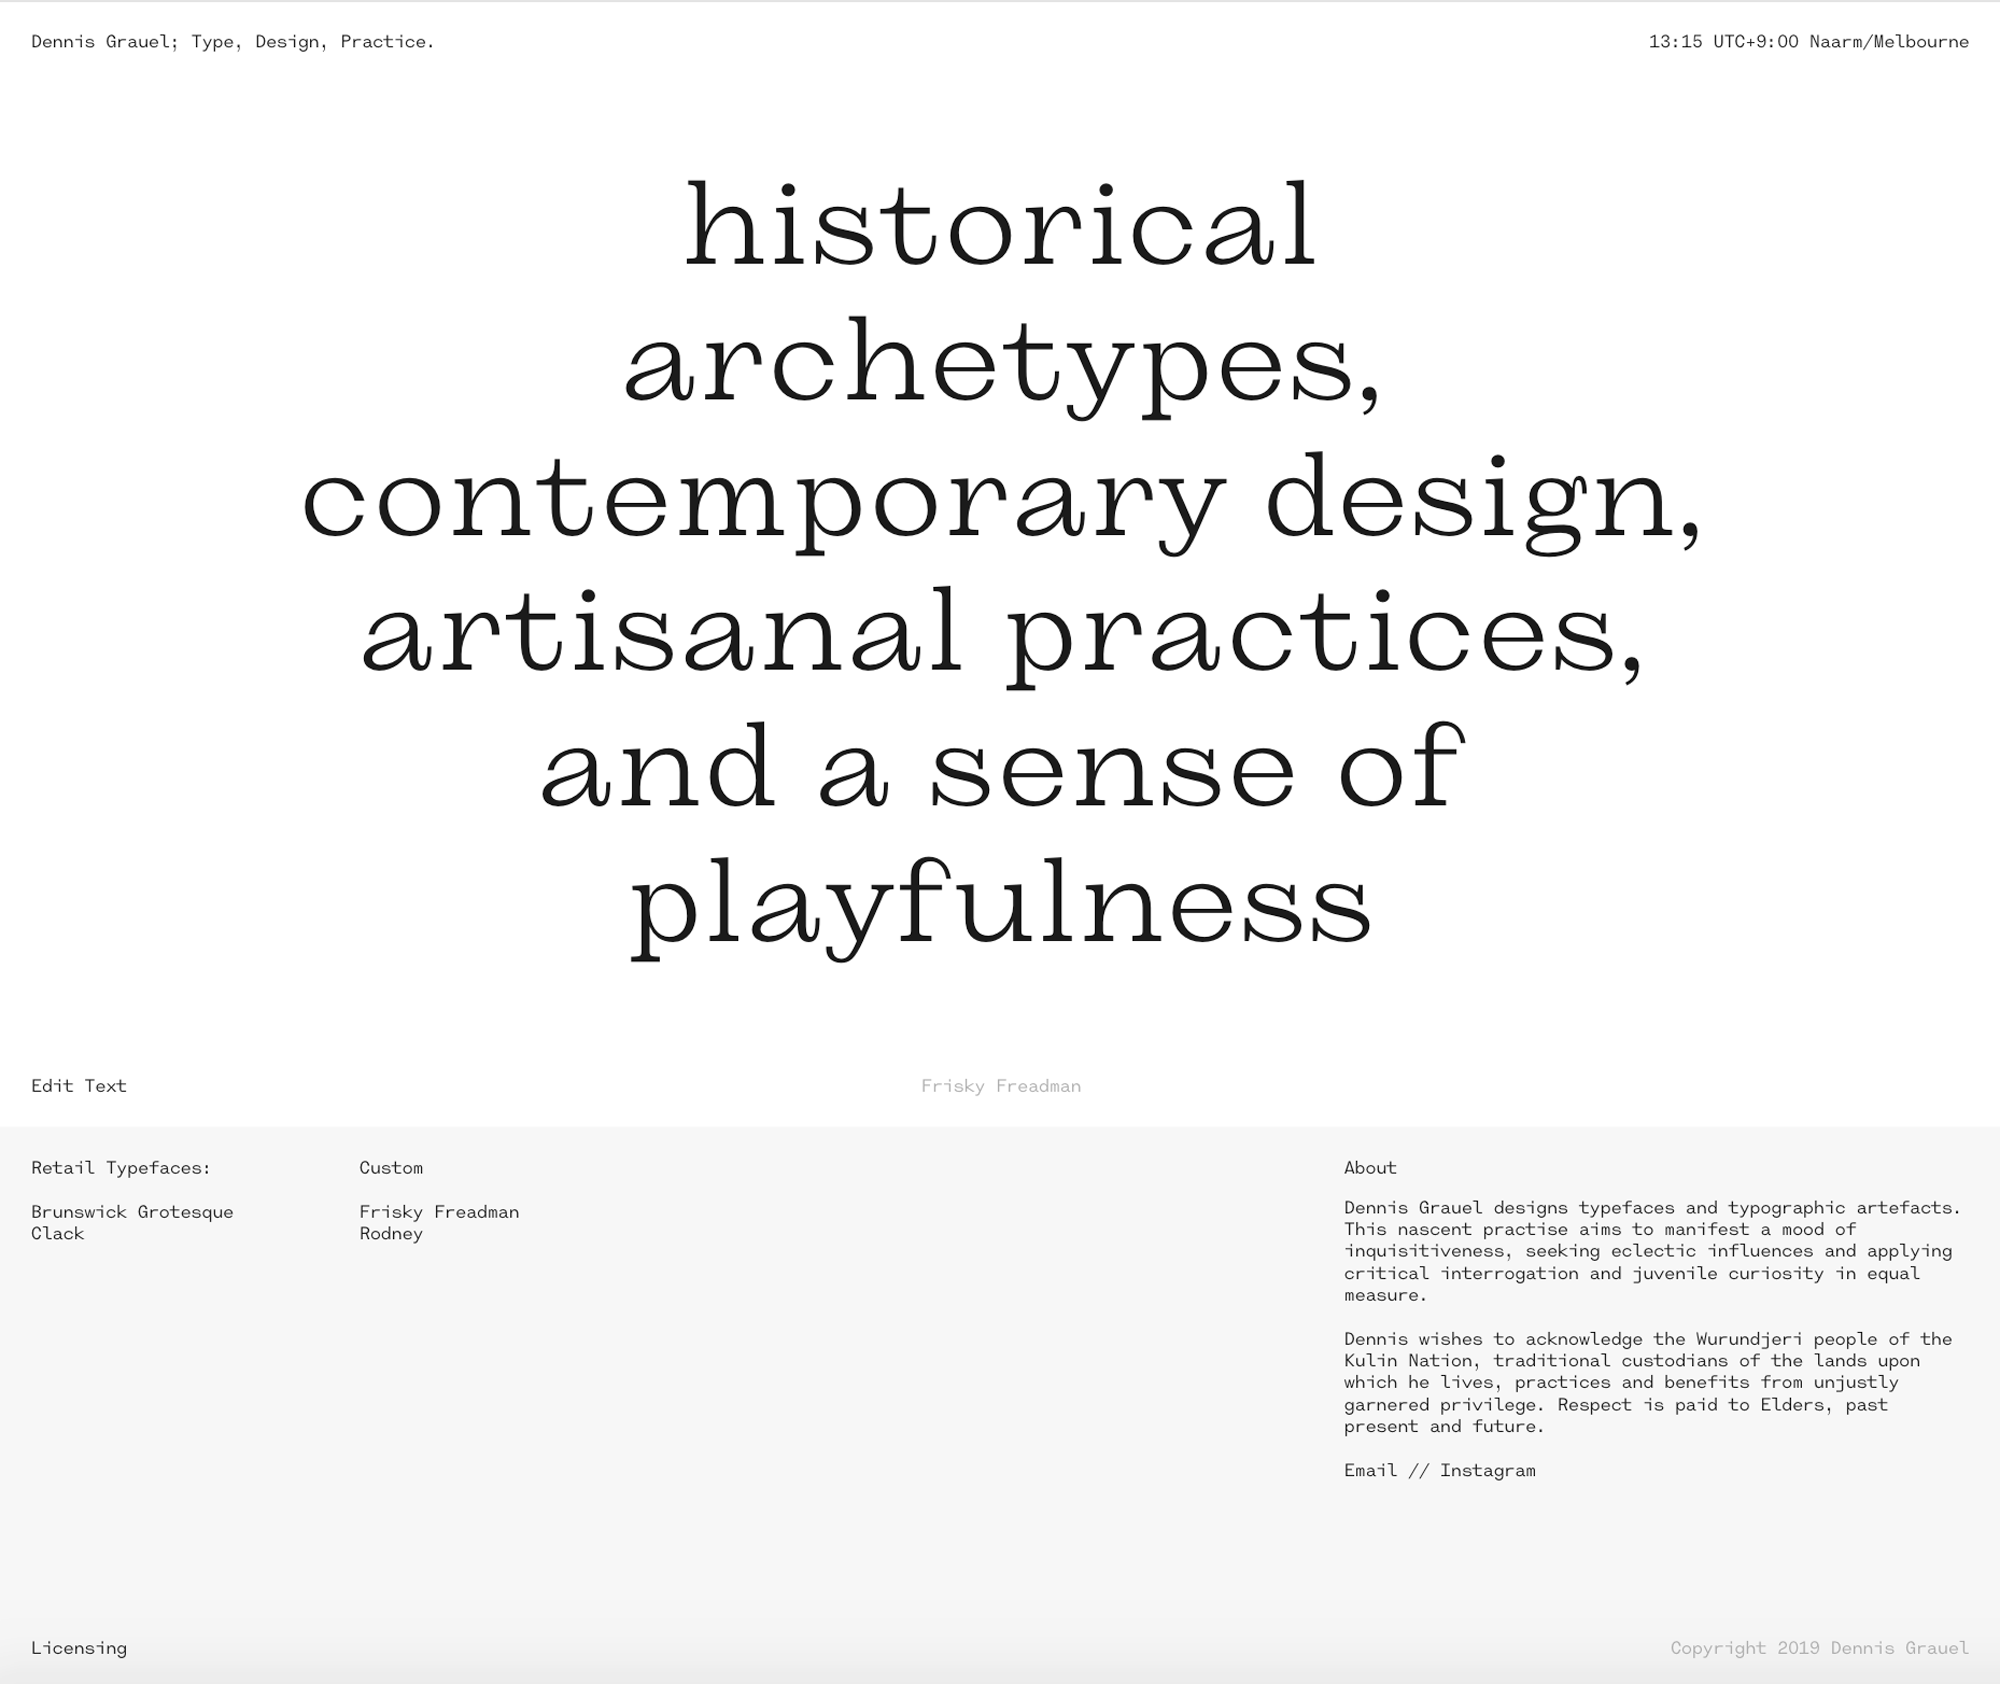 Dennis Grauel; Type, Design, Practice.
13:15 UTC+9:00 Naarm/Melbourne
historical
archetypes,
contemporary design,
artisanal practices,
and a sense of
playfulness
Edit Text
Frisky Freadman
Retail Typefaces:
Brunswick Grotesque
Clack
Custom
Frisky Freadman
Rodney
About
Dennis Grauel designs typefaces and typographic artefacts.
This nascent practise aims to manifest a mood of
inquisitiveness, seeking eclectic influences and applying
critical interrogation and juvenile curiosity in equal
measure.
Dennis wishes to acknowledge the Wurundjeri people of the
Kulin Nation, traditional custodians of the lands upon
which he lives, practices and benefits from unjustly
garnered privilege. Respect is paid to Elders, past
present and future.
Email // Instagram
Licensing
Copyright 2019 Dennis Grauel